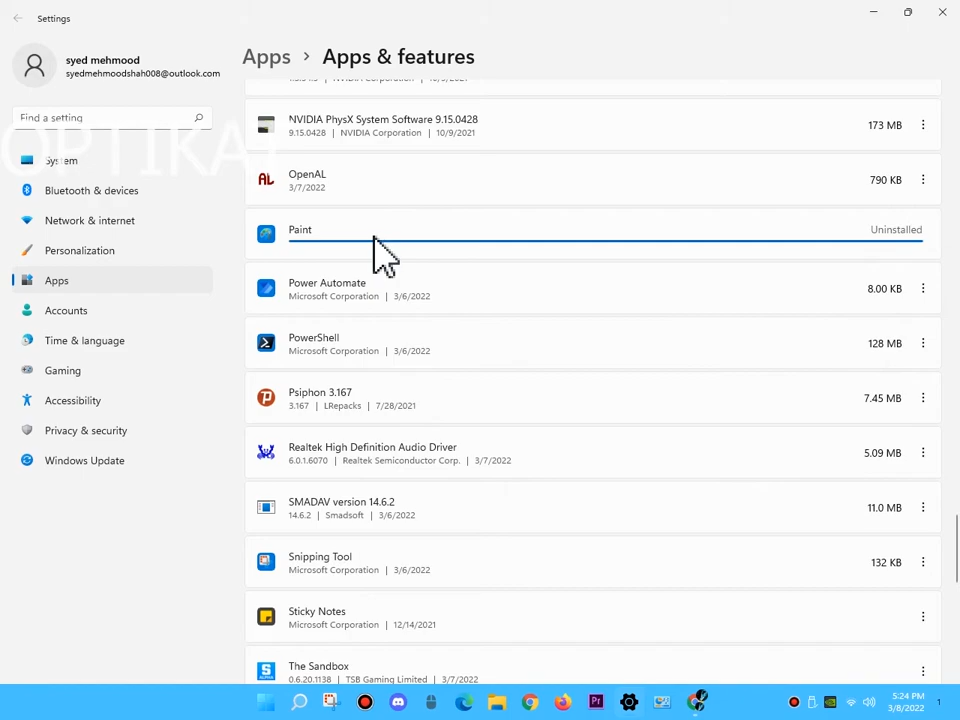 Settings
syed mehmood
syedmehmoodshah008@outlook.com
Find a setting
OPTIKA
System
Bluetooth & devices
Network & internet
Personalization
Apps
Accounts
Time & language
Gaming
Accessibility
Privacy & security
Windows Update
Apps > Apps & features
NVIDIA Corporation
NVIDIA PhysX System Software 9.15.0428
9.15.0428 | NVIDIA Corporation | 10/9/2021
173 MB
OpenAL
3/7/2022
790 KB
Paint
Uninstalled
Power Automate
Microsoft Corporation | 3/6/2022
8.00 KB
PowerShell
Microsoft Corporation | 3/6/2022
128 MB
Psiphon 3.167
3.167 | LRepacks | 7/28/2021
7.45 MB
Realtek High Definition Audio Driver
6.0.1.6070 | Realtek Semiconductor Corp. | 3/7/2022
5.09 MB
SMADAV version 14.6.2
14.6.2 | Smadsoft | 3/6/2022
11.0 MB
Snipping Tool
Microsoft Corporation | 3/6/2022
132 KB
Sticky Notes
Microsoft Corporation | 12/14/2021
The Sandbox
0.6.20.1138 | TSB Gaming Limited | 5/8/2021
5:24 PM
3/8/2022
1